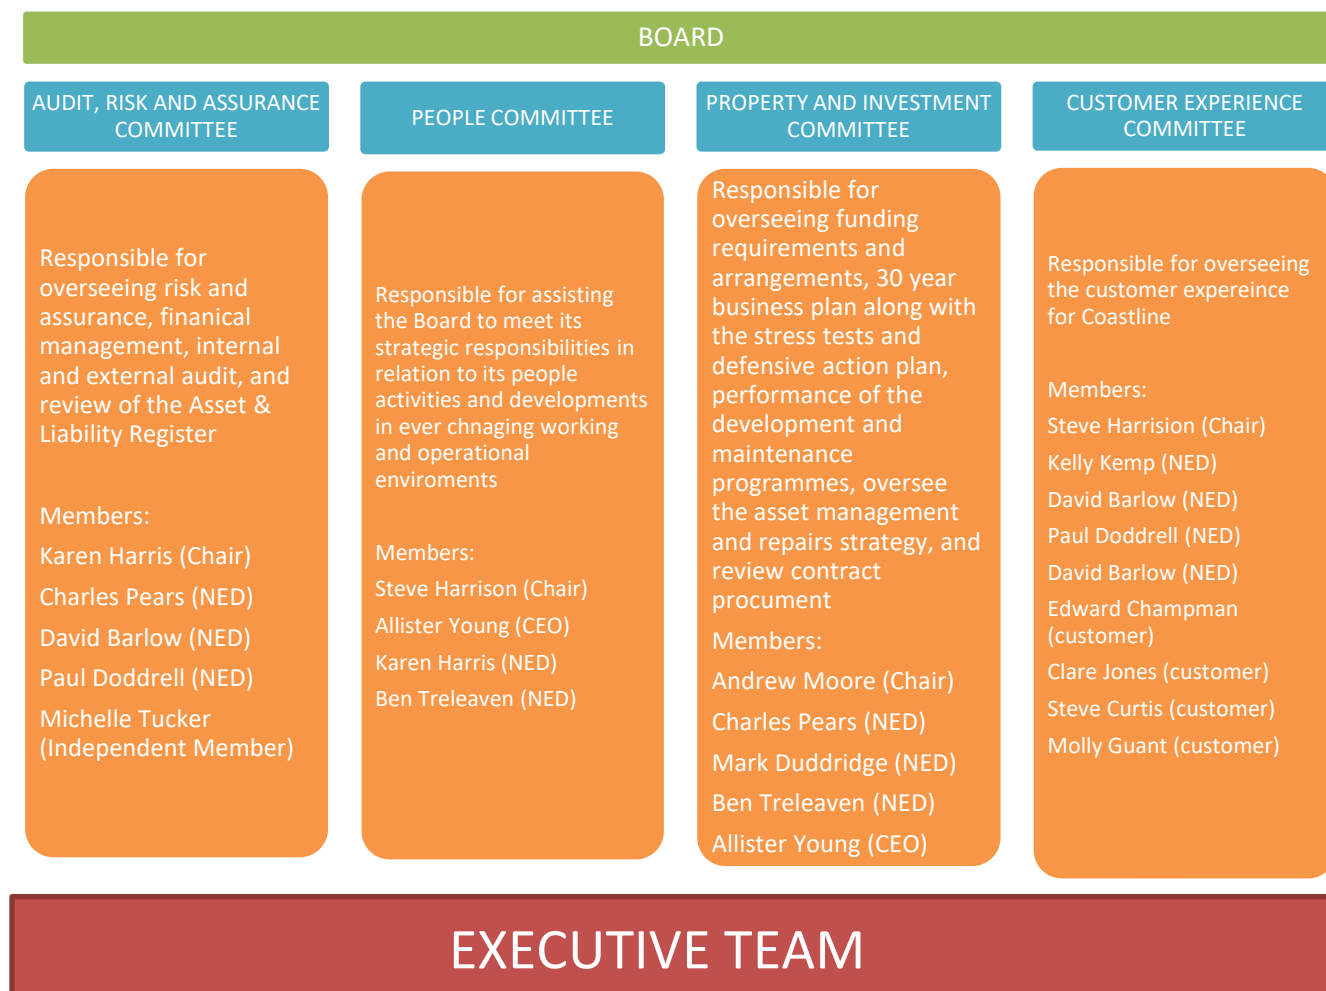 BOARD
AUDIT, RISK AND ASSURANCE
COMMITTEE
Responsible for
overseeing risk and
assurance, finanical
management, internal
and external audit, and
review of the Asset &
Liability Register
Members:
Karen Harris (Chair)
Charles Pears (NED)
David Barlow (NED)
Paul Doddrell (NED)
Michelle Tucker
(Independent Member)
PEOPLE COMMITTEE
Responsible for assisting
the Board to meet its
strategic responsibilities in
relation to its people
activities and developments
in ever chnaging working
and operational
enviroments
Members:
Steve Harrison (Chair)
Allister Young (CEO)
Karen Harris (NED)
Ben Treleaven (NED)
PROPERTY AND INVESTMENT
COMMITTEE
Responsible for
overseeing funding
requirements and
arrangements, 30 year
business plan along with
the stress tests and
defensive action plan,
performance of the
development and
maintenance
programmes, oversee
the asset management
and repairs strategy, and
review contract
procument
Members:
Andrew Moore (Chair)
Charles Pears (NED)
Mark Duddridge (NED)
Ben Treleaven (NED)
Allister Young (CEO)
CUSTOMER EXPERIENCE
COMMITTEE
Responsible for overseeing
the customer expereince
for Coastline
Members:
Steve Harrision (Chair)
Kelly Kemp (NED)
David Barlow (NED)
Paul Doddrell (NED)
David Barlow (NED)
Edward Champman
(customer)
Clare Jones (customer)
Steve Curtis (customer)
Molly Guant (customer)
EXECUTIVE TEAM